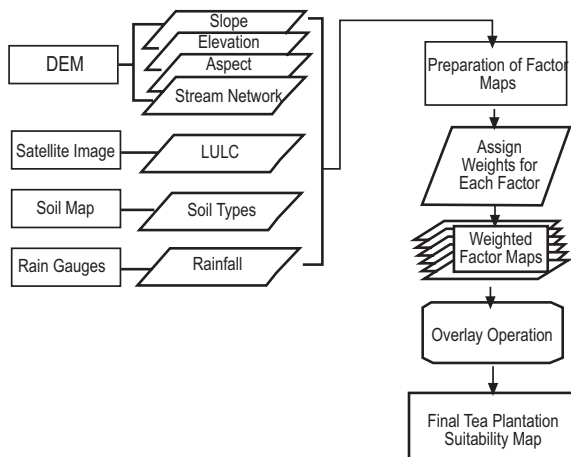 DEM
Slope
Elevation
Aspect
Stream Network
Satellite Image
LULC
Soil Map
Soil Types
Rain Gauges
Rainfall
Preparation of Factor
Maps
Assign
Weights for
Each Factor
Weighted
Factor Maps
Overlay Operation
Final Tea Plantation
Suitability Map